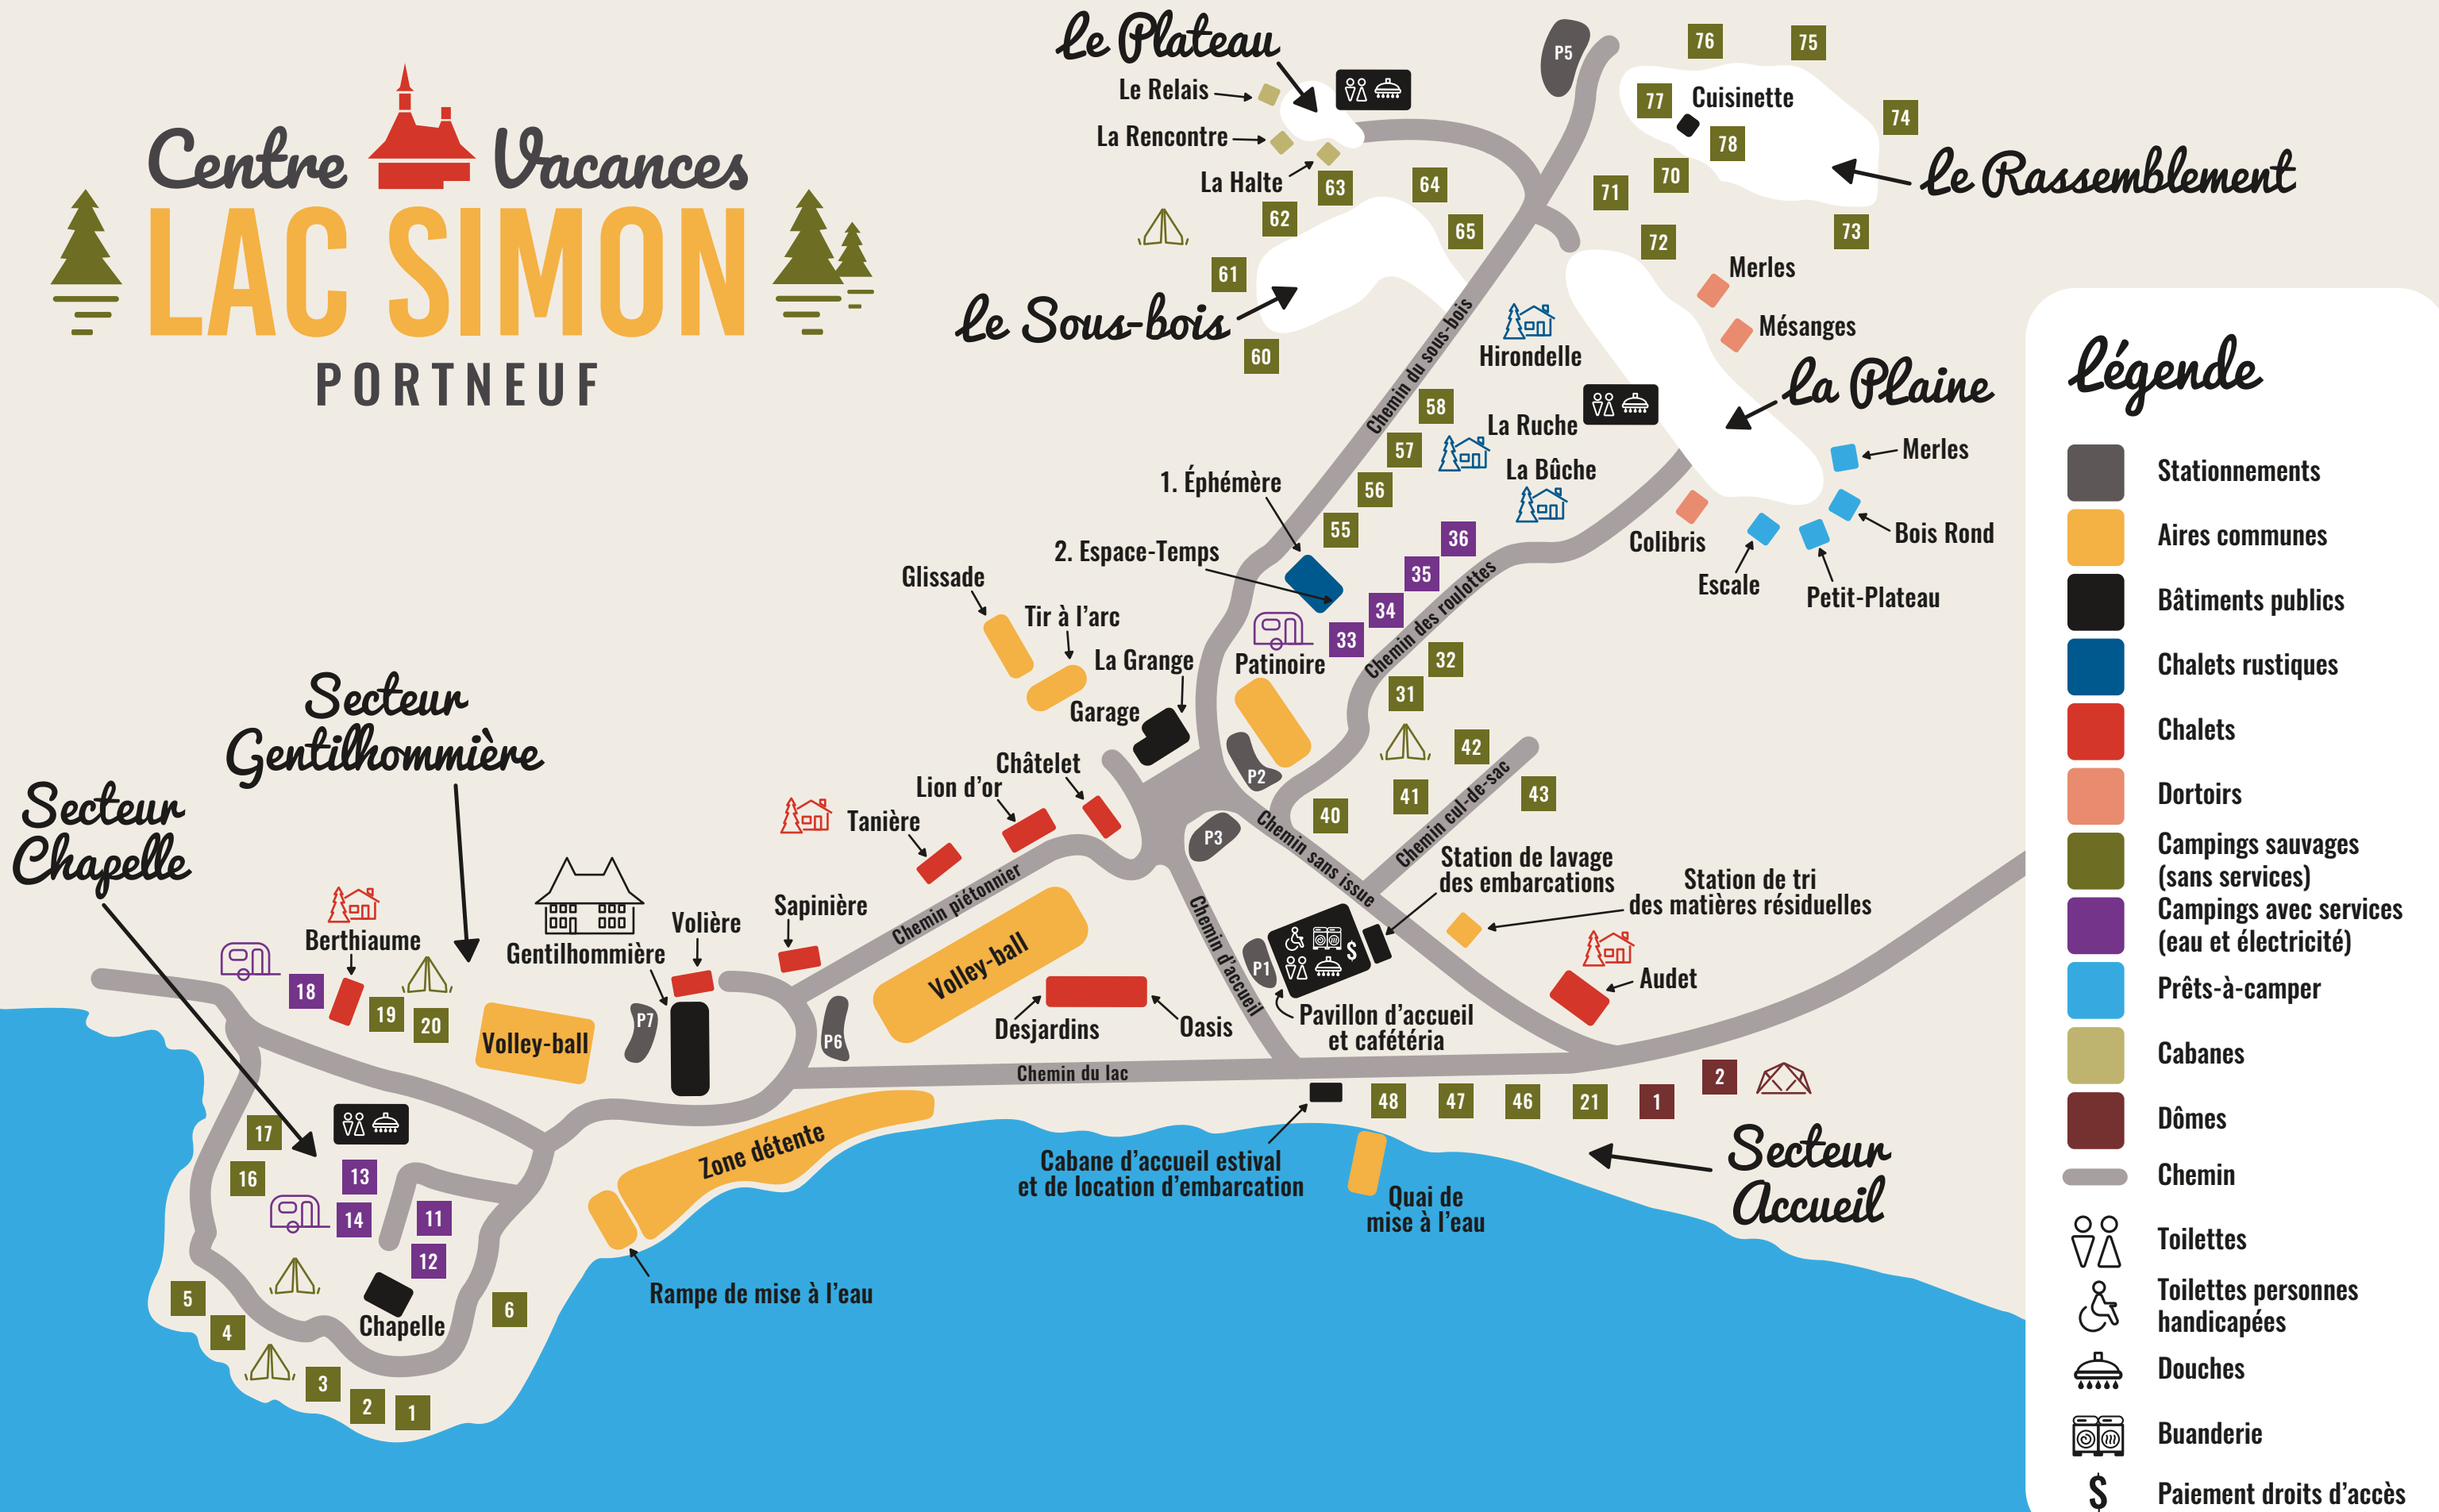 Centre Vacances
LAC SIMON
PORTNEUF
Le Plateau
Le Relais
La Rencontre
La Halte
63
64
62
65
61
60
Le Sous-bois
P5
76
75
77
Cuisinette
78
74
70
71
72
73
Le Rassemblement
Merles
Mésanges
Hirondelle
Chemin du sous-bois
La Plaine
58
La Ruche
57
La Bûche
56
55
Merles
Bois Rond
Petit-Plateau
Escale
Colibris
1. Éphémère
2. Espace-Temps
36
35
34
33
Chemin des roulottes
32
31
Patinoire
Glissade
Tir à l'arc
La Grange
Garage
P2
42
41
43
40
Chemin cul-de-sac
Chemin sans issue
Châtelet
Lion d'or
Tanière
P3
Chemin piétonnier
Sapinière
Volière
Gentilhommière
Secteur
Gentilhommière
Secteur
Chapelle
Berthiaume
18
19
20
Volley-ball
P7
P6
Volley-ball
Desjardins
Oasis
Chemin d'accueil
P1
$
Pavillon d'accueil
et cafétéria
Station de lavage
des embarcations
Station de tri
des matières résiduelles
Audet
Chemin du lac
2
48
47
46
21
1
Secteur
Accueil
Cabane d'accueil estival
et de location d'embarcation
Quai de
mise à l'eau
Zone détente
Rampe de mise à l'eau
17
16
13
14
11
12
Chapelle
5
4
6
3
2
1
Légende
Stationnements
Aires communes
Bâtiments publics
Chalets rustiques
Chalets
Dortoirs
Campings sauvages
(sans services)
Campings avec services
(eau et électricité)
Prêts-à-camper
Cabanes
Dômes
Chemin
Toilettes
Toilettes personnes
handicapées
Douches
Buanderie
$ Paiement droits d'accès